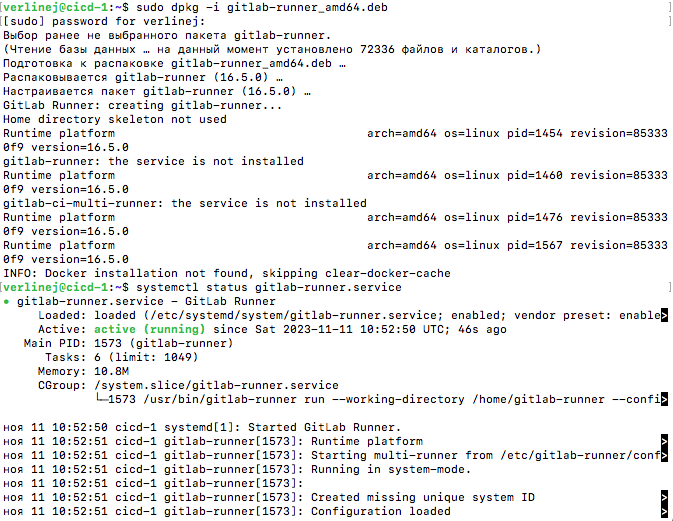 [verlinej@cicd-1:~$ sudo dpkg -i gitlab-runner_amd64.deb ]
[[sudo] password for verlinej: ]
Выбор ранее не выбранного пакета gitlab-runner.
(Чтение базы данных … на данный момент установлено 72336 файлов и каталогов.)
Подготовка к распаковке gitlab-runner_amd64.deb …
Распаковывается gitlab-runner (16.5.0) …
Настраивается пакет gitlab-runner (16.5.0) …
GitLab Runner: creating gitlab-runner...
Home directory skeleton not used
Runtime platform arch=amd64 os=linux pid=1454 revision=85333
0f9 version=16.5.0
gitlab-runner: the service is not installed
Runtime platform arch=amd64 os=linux pid=1460 revision=85333
0f9 version=16.5.0
gitlab-ci-multi-runner: the service is not installed
Runtime platform arch=amd64 os=linux pid=1476 revision=85333
0f9 version=16.5.0
Runtime platform arch=amd64 os=linux pid=1567 revision=85333
0f9 version=16.5.0
INFO: Docker installation not found, skipping clear-docker-cache
[verlinej@cicd-1:~$ systemctl status gitlab-runner.service ]
● gitlab-runner.service - GitLab Runner
Loaded: loaded (/etc/systemd/system/gitlab-runner.service; enabled; vendor preset: enable>
Active: active (running) since Sat 2023-11-11 10:52:50 UTC; 46s ago
Main PID: 1573 (gitlab-runner)
Tasks: 6 (limit: 1049)
Memory: 10.8M
CGroup: /system.slice/gitlab-runner.service
└─1573 /usr/bin/gitlab-runner run --working-directory /home/gitlab-runner --confi>
ноя 11 10:52:50 cicd-1 systemd[1]: Started GitLab Runner.
ноя 11 10:52:51 cicd-1 gitlab-runner[1573]: Runtime platform >
ноя 11 10:52:51 cicd-1 gitlab-runner[1573]: Starting multi-runner from /etc/gitlab-runner/conf>
ноя 11 10:52:51 cicd-1 gitlab-runner[1573]: Running in system-mode.
ноя 11 10:52:51 cicd-1 gitlab-runner[1573]:
ноя 11 10:52:51 cicd-1 gitlab-runner[1573]: Created missing unique system ID >
ноя 11 10:52:51 cicd-1 gitlab-runner[1573]: Configuration loaded >